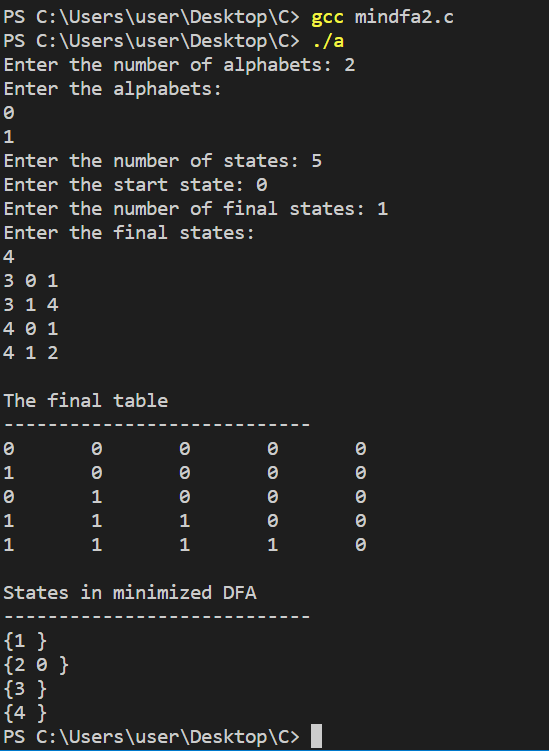 PS C:\Users\user\Desktop\C> gcc mindfa2.c
PS C:\Users\user\Desktop\C> ./a
Enter the number of alphabets: 2
Enter the alphabets:
0
1
Enter the number of states: 5
Enter the start state: 0
Enter the number of final states: 1
Enter the final states:
4
3 0 1
3 1 4
4 0 1
4 1 2
The final table
----------------------------
0 0 0 0 0
1 0 0 0 0
0 1 0 0 0
1 1 1 0 0
1 1 1 1 0
States in minimized DFA
----------------------------
{1 }
{2 0 }
{3 }
{4 }
PS C:\Users\user\Desktop\C>